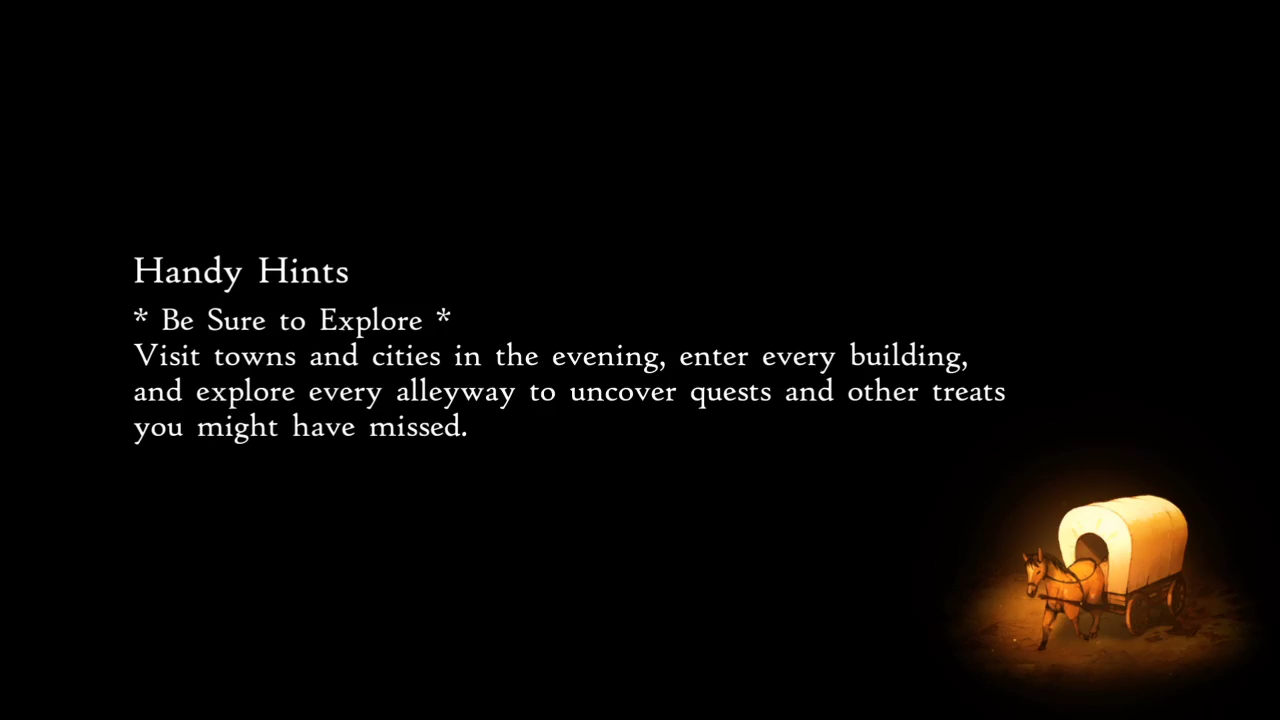 Handy Hints
* Be Sure to Explore *
Visit towns and cities in the evening, enter every building,
and explore every alleyway to uncover quests and other treats
you might have missed.